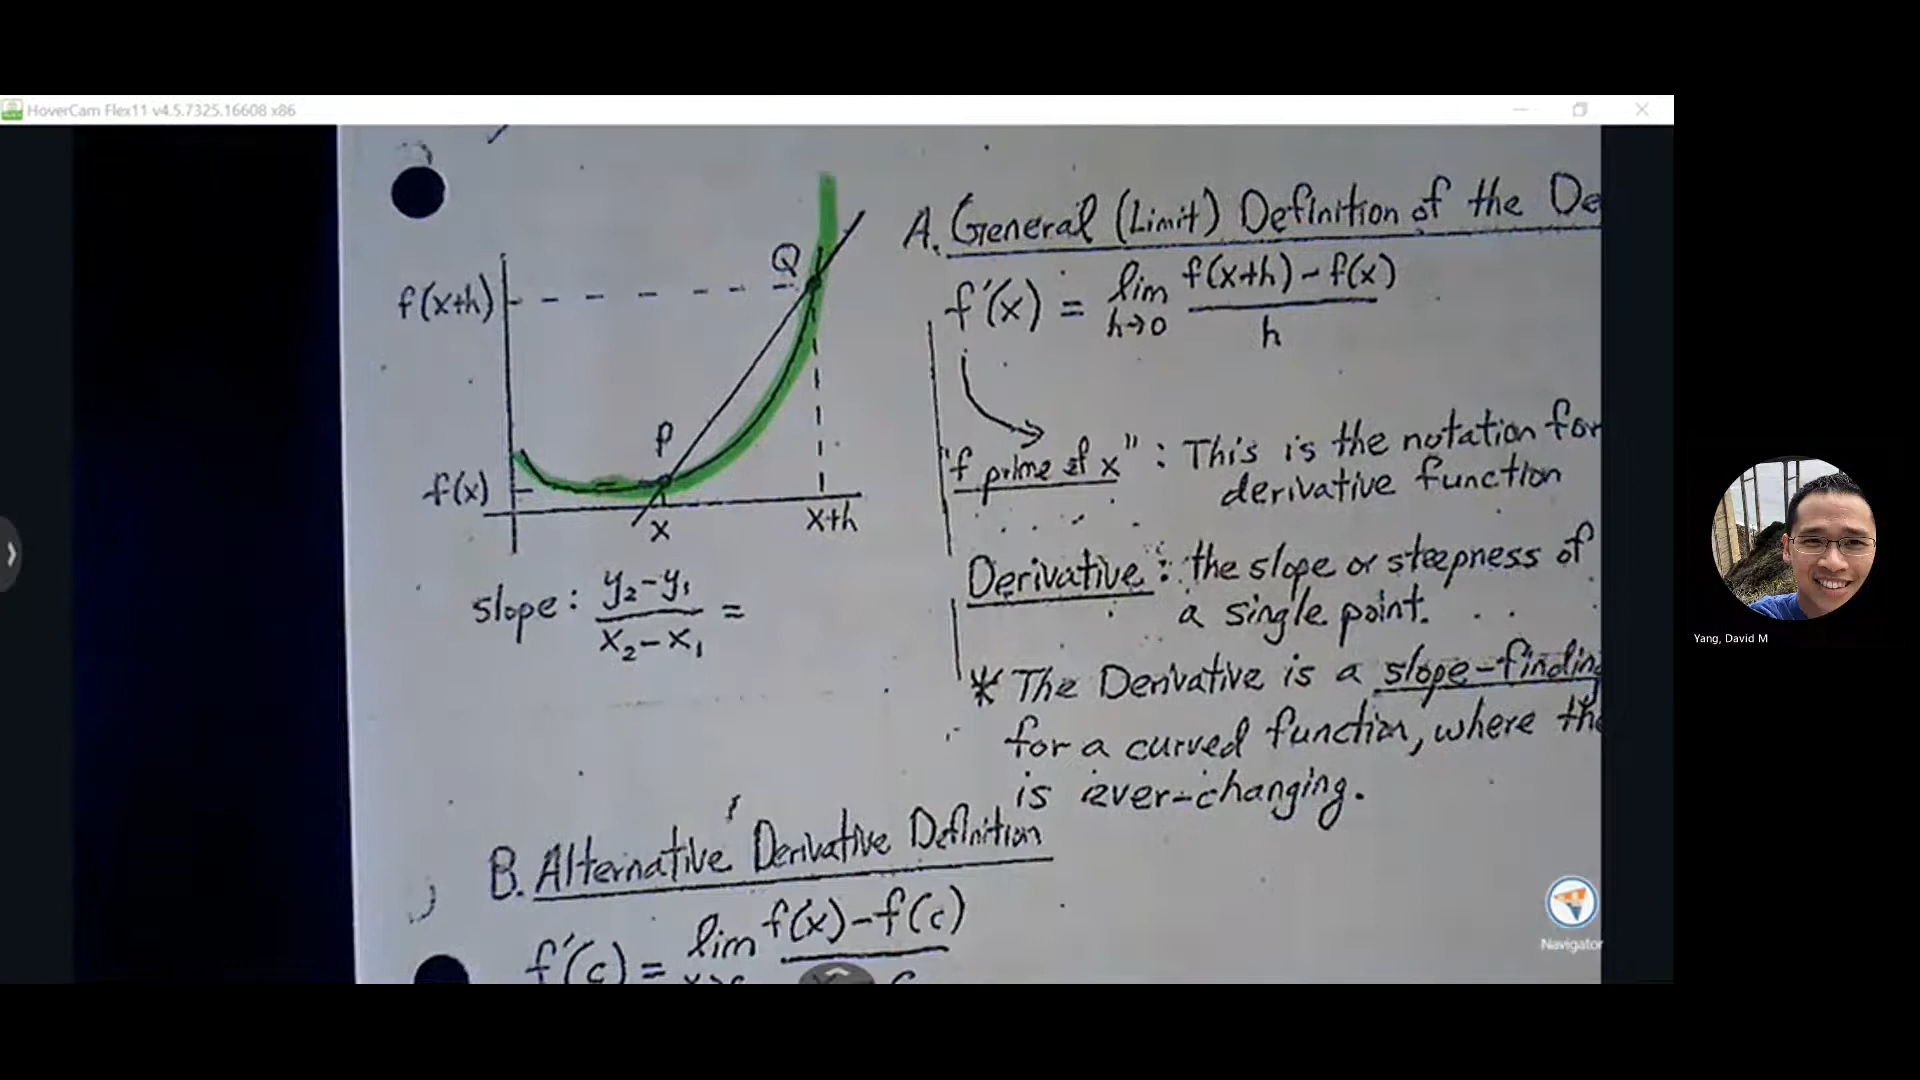 HoverCam Flex11 v4.5.7325.16608 x86
Q
f(x+h)
P
f(x)
x
x+h
slope: y₂-y₁ / x₂-x₁ =
A. General (Limit) Definition of the De
f'(x) = lim h→0 f(x+h)-f(x) / h
"f prime of x": This is the notation for
derivative function
Derivative: the slope or steepness of
a single point.
* The Derivative is a slope-finding
for a curved function, where the
is ever-changing.
B. Alternative Derivative Definition
f'(c) = lim f(x)-f(c)
Navigator
Yang, David M